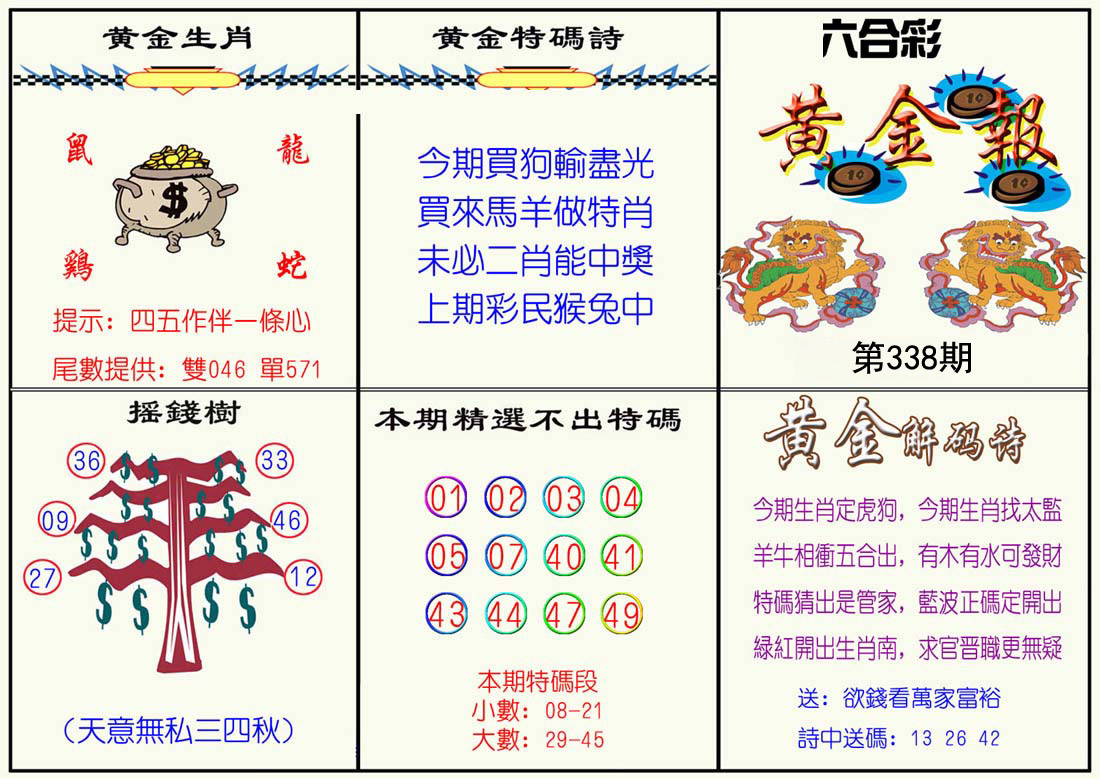 黃金生肖
鼠 龍
鷄 蛇
$
提示：四五作伴一條心
尾數提供：雙046 單571
黃金特碼詩
今期買狗輸盡光
買來馬羊做特肖
未必二肖能中獎
上期彩民猴兔中
六合彩
黃金報
1¢
1¢
1¢
第338期
摇錢樹
36 33
09 46
27 12
（天意無私三四秋）
本期精選不出特碼
01 02 03 04
05 07 40 41
43 44 47 49
本期特碼段
小數：08-21
大數：29-45
黃金解码诗
今期生肖定虎狗，今期生肖找太監
羊牛相衝五合出，有木有水可發財
特碼猜出是管家，藍波正碼定開出
緑紅開出生肖南，求官晋職更無疑
送：欲錢看萬家富裕
詩中送碼：13 26 42